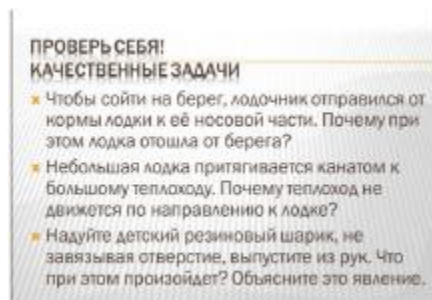 ПРОВЕРЬ СЕБЯ!
КАЧЕСТВЕННЫЕ ЗАДАЧИ
Чтобы сойти на берег, лодочник отправился от
кормы лодки к её носовой части. Почему при
этом лодка отошла от берега?
Небольшая лодка притягивается канатом к
большому теплоходу. Почему теплоход не
движется по направлению к лодке?
Надуйте детский резиновый шарик, не
завязывая отверстие, выпустите из рук. Что
при этом произойдет? Объясните это явление.